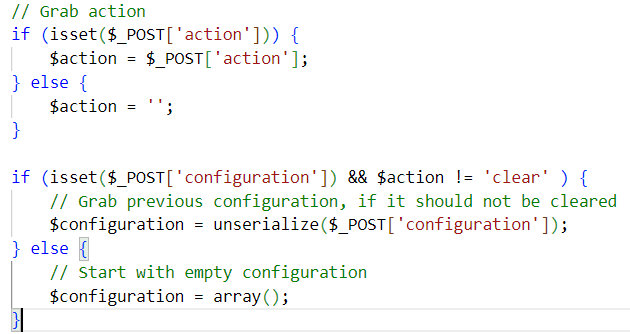 // Grab action
if (isset($_POST['action'])) {
    $action = $_POST['action'];
} else {
    $action = '';
}

if (isset($_POST['configuration']) && $action != 'clear' ) {
    // Grab previous configuration, if it should not be cleared
    $configuration = unserialize($_POST['configuration']);
} else {
    // Start with empty configuration
    $configuration = array();
}